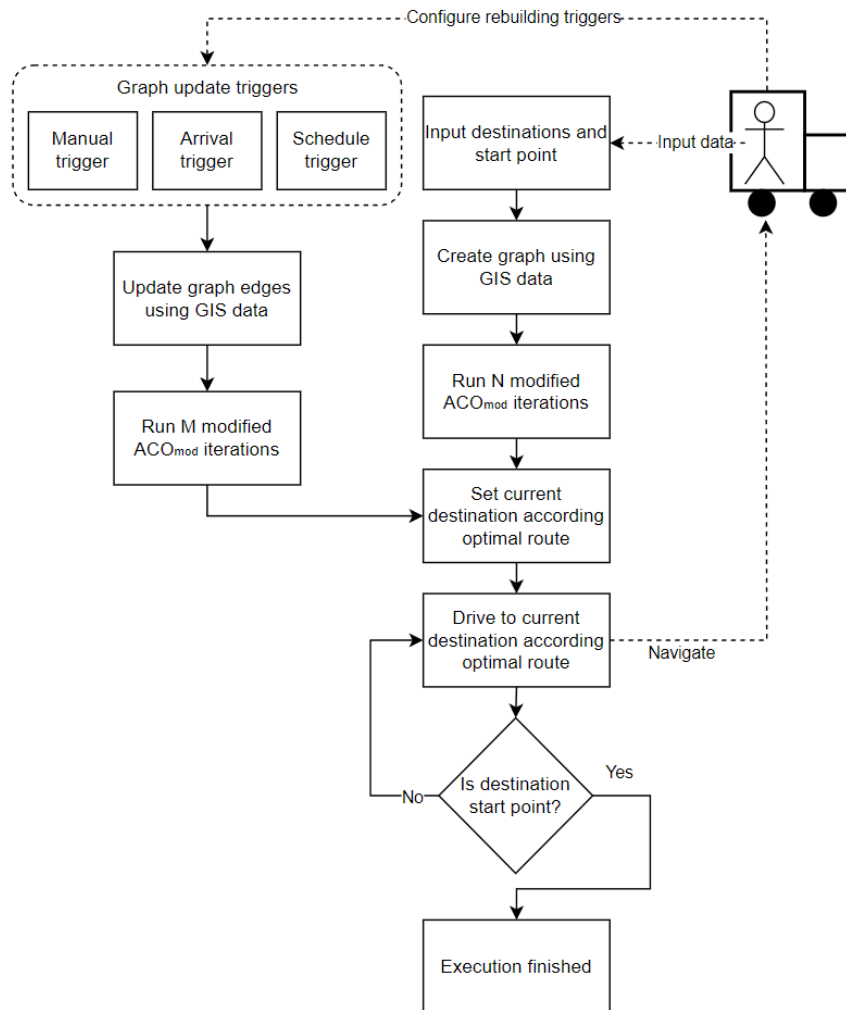 Configure rebuilding triggers
Graph update triggers
Manual
trigger
Arrival
trigger
Schedule
trigger
Input destinations and
start point
Input data
Create graph using
GIS data
Update graph edges
using GIS data
Run N modified
ACOmod iterations
Run M modified
ACOmod iterations
Set current
destination according
optimal route
Drive to current
destination according
optimal route
Navigate
Is destination
start point?
No
Yes
Execution finished